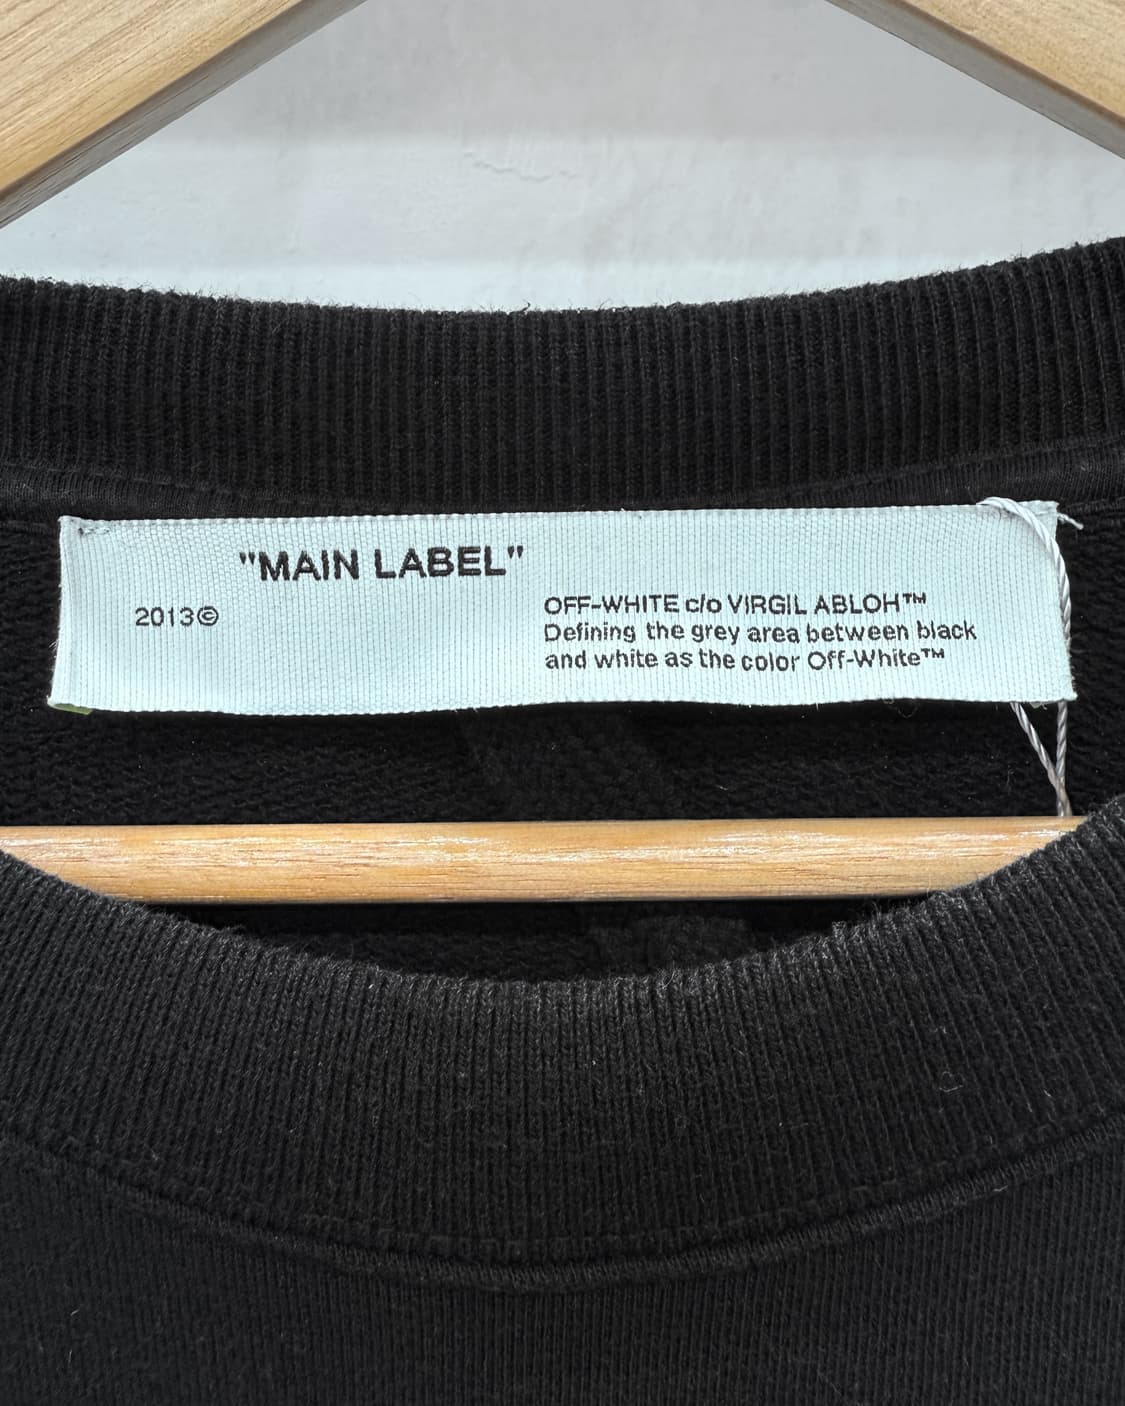 "MAIN LABEL"
2013©
OFF-WHITE c/o VIRGIL ABLOH™
Defining the grey area between black
and white as the color Off-White™